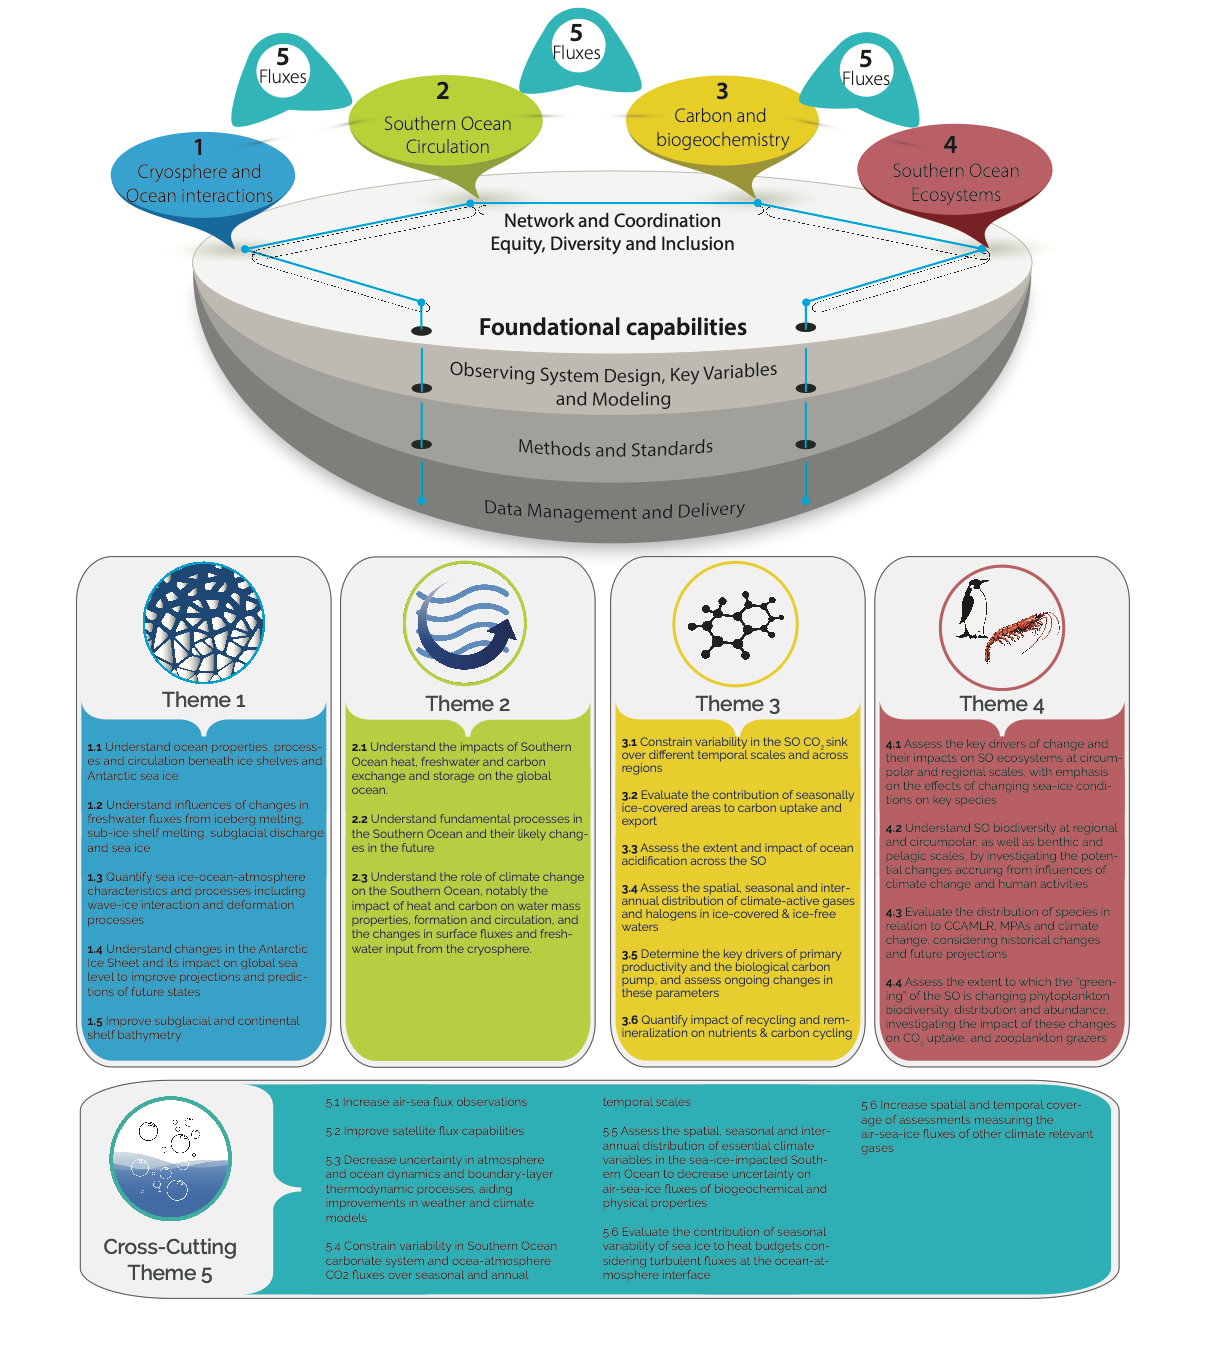 5
Fluxes
5
Fluxes
5
Fluxes
1
Cryosphere and
Ocean interactions
2
Southern Ocean
Circulation
3
Carbon and
biogeochemistry
4
Southern Ocean
Ecosystems
Network and Coordination
Equity, Diversity and Inclusion
Foundational capabilities
Observing System Design, Key Variables
and Modeling
Methods and Standards
Data Management and Delivery
Theme 1
1.1 Understand ocean properties, process-
es and circulation beneath ice shelves and
Antarctic sea ice
1.2 Understand influences of changes in
freshwater fluxes from iceberg melting,
sub-ice shelf melting, subglacial discharge
and sea ice
1.3 Quantify sea ice-ocean-atmosphere
characteristics and processes including
wave-ice interaction and deformation
processes
1.4 Understand changes in the Antarctic
Ice Sheet and its impact on global sea
level to improve projections and predic-
tions of future states
1.5 Improve subglacial and continental
shelf bathymetry
Theme 2
2.1 Understand the impacts of Southern
Ocean heat, freshwater and carbon
exchange and storage on the global
ocean.
2.2 Understand fundamental processes in
the Southern Ocean and their likely chang-
es in the future
2.3 Understand the role of climate change
on the Southern Ocean, notably the
impact of heat and carbon on water mass
properties, formation and circulation, and
the changes in surface fluxes and fresh-
water input from the cryosphere.
Theme 3
3.1 Constrain variability in the SO CO₂ sink
over different temporal scales and across
regions
3.2 Evaluate the contribution of seasonally
ice-covered areas to carbon uptake and
export
3.3 Assess the extent and impact of ocean
acidification across the SO
3.4 Assess the spatial, seasonal and inter-
annual distribution of climate-active gases
and halogens in ice-covered & ice-free
waters
3.5 Determine the key drivers of primary
productivity and the biological carbon
pump, and assess ongoing changes in
these parameters
3.6 Quantify impact of recycling and rem-
ineralization on nutrients & carbon cycling
Theme 4
4.1 Assess the key drivers of change and
their impacts on SO ecosystems at circum-
polar and regional scales, with emphasis
on the effects of changing sea-ice condi-
tions on key species
4.2 Understand SO biodiversity at regional
and circumpolar, as well as benthic and
pelagic scales, by investigating the poten-
tial changes accruing from influences of
climate change and human activities
4.3 Evaluate the distribution of species in
relation to CCAMLR, MPAs and climate
change, considering historical changes
and future projections
4.4 Assess the extent to which the "green-
ing" of the SO is changing phytoplankton
biodiversity, distribution and abundance,
investigating the impact of these changes
on CO₂ uptake, and zooplankton grazers
Cross-Cutting
Theme 5
5.1 Increase air-sea flux observations
5.2 Improve satellite flux capabilities
5.3 Decrease uncertainty in atmosphere
and ocean dynamics and boundary-layer
thermodynamic processes, aiding
improvements in weather and climate
models
5.4 Constrain variability in Southern Ocean
carbonate system and ocea-atmosphere
CO2 fluxes over seasonal and annual
temporal scales
5.5 Assess the spatial, seasonal and inter-
annual distribution of essential climate
variables in the sea-ice-impacted South-
ern Ocean to decrease uncertainty on
air-sea-ice fluxes of biogeochemical and
physical properties
5.6 Evaluate the contribution of seasonal
variability of sea ice to heat budgets con-
sidering turbulent fluxes at the ocean-at-
mosphere interface
5.6 Increase spatial and temporal cover-
age of assessments measuring the
air-sea-ice fluxes of other climate relevant
gases